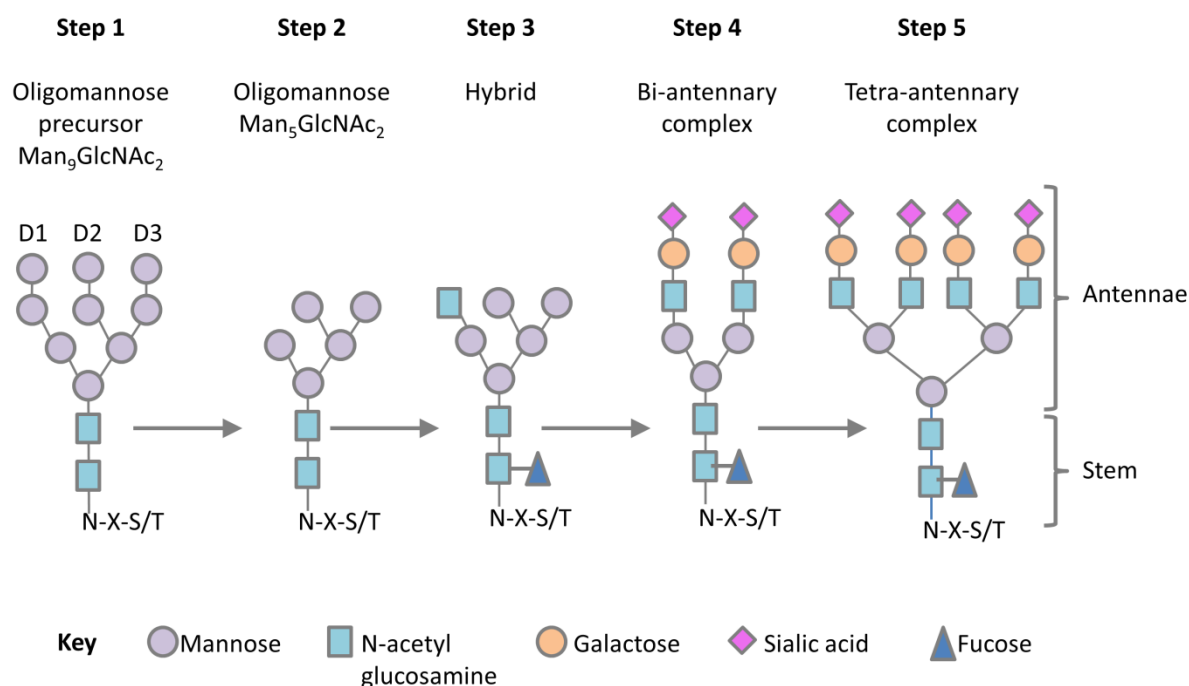 Step 1
Step 2
Step 3
Step 4
Step 5
Oligomannose
precursor
Man₉GlcNAc₂
Oligomannose
Man₅GlcNAc₂
Hybrid
Bi-antennary
complex
Tetra-antennary
complex
D1 D2 D3
Antennae
Stem
N-X-S/T
N-X-S/T
N-X-S/T
N-X-S/T
N-X-S/T
Key
Mannose
N-acetyl
glucosamine
Galactose
Sialic acid
Fucose